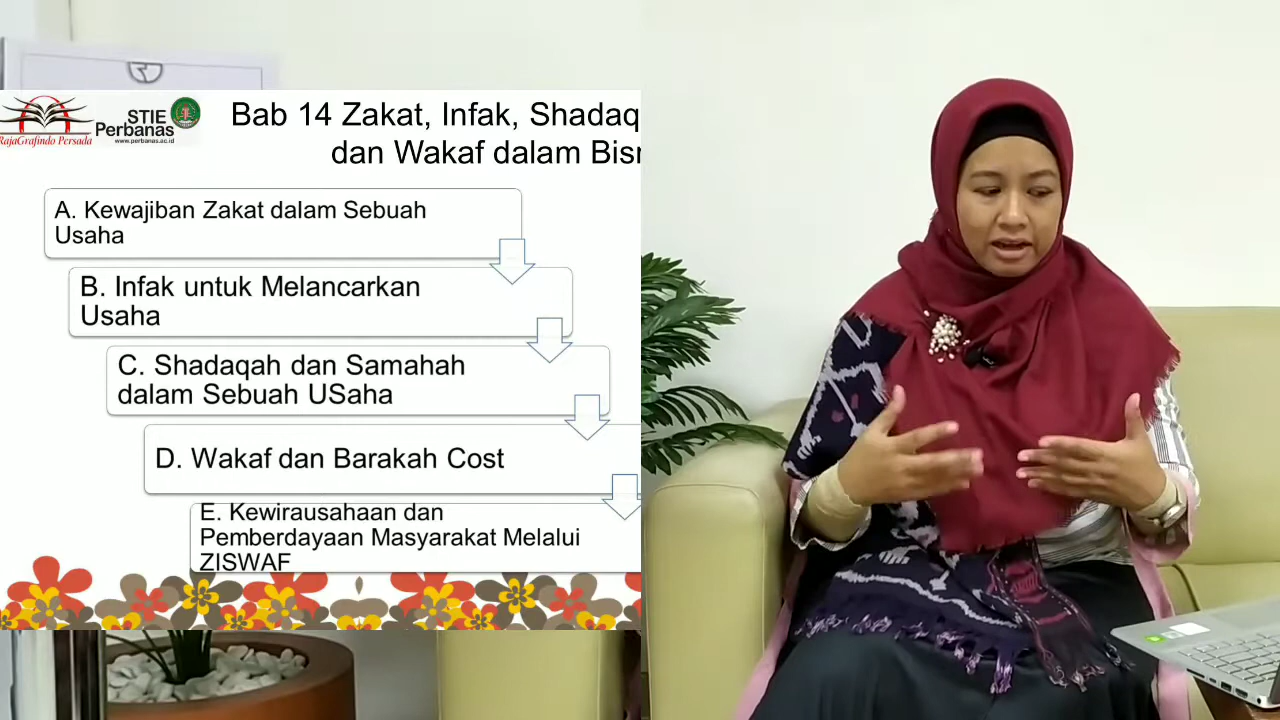 RajaGrafindo Persada
STIE
Perbanas
www.perbanas.ac.id
Bab 14 Zakat, Infak, Shadaq
dan Wakaf dalam Bisn
A. Kewajiban Zakat dalam Sebuah
Usaha
B. Infak untuk Melancarkan
Usaha
C. Shadaqah dan Samahah
dalam Sebuah USaha
D. Wakaf dan Barakah Cost
E. Kewirausahaan dan
Pemberdayaan Masyarakat Melalui
ZISWAF